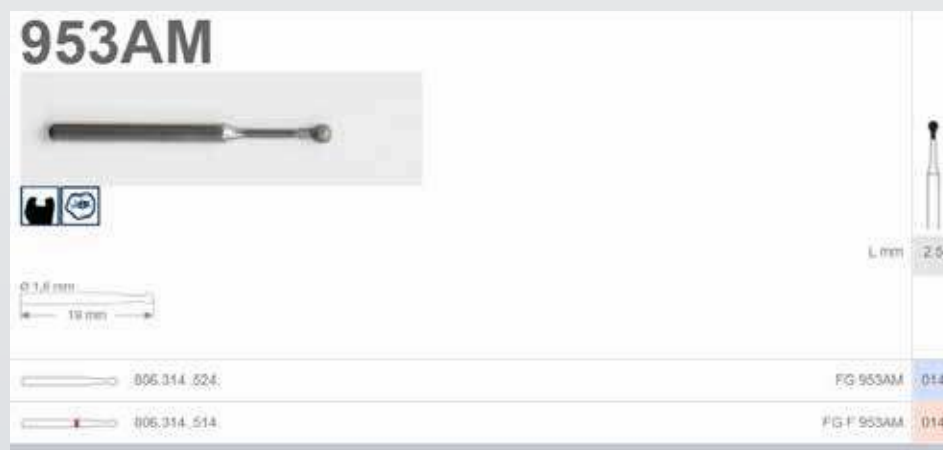 953AM
L mm 2.5
Ø 1,6 mm
19 mm
806.314 .524. FG 953AM 014
806.314 .514. FG F 953AM 014